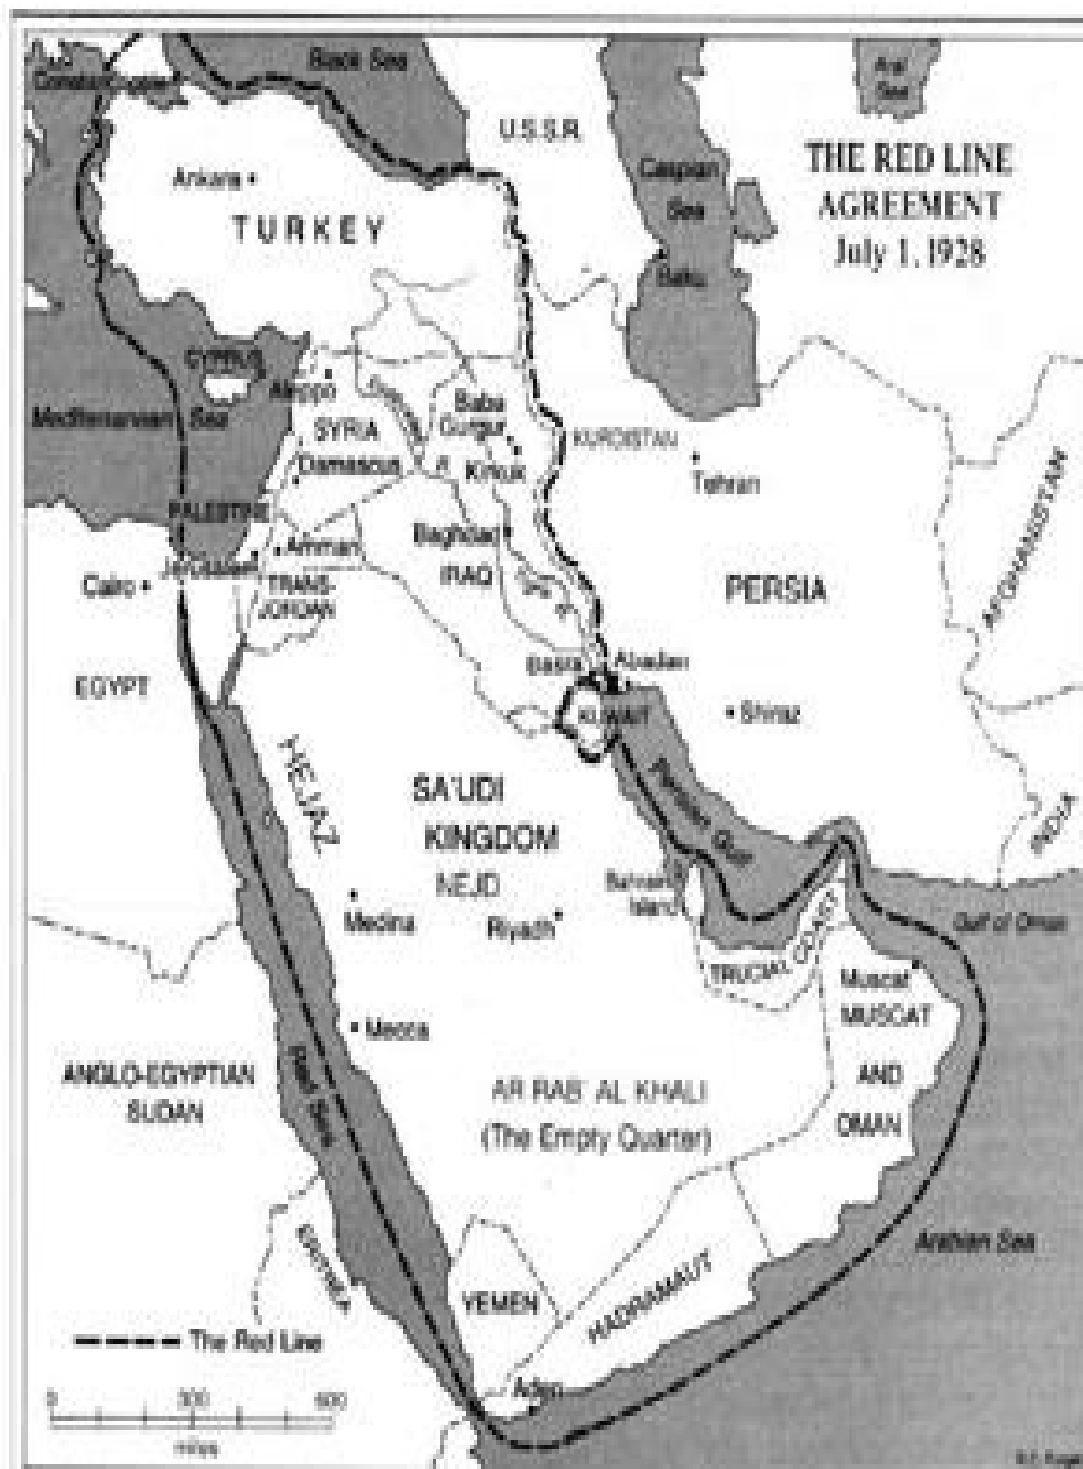 Black Sea
Aral
Sea
U.S.S.R.
THE RED LINE
AGREEMENT
July 1, 1928
Caspian
Sea
Ankara
TURKEY
Baku
CYPRUS
Aleppo
Mediterranean Sea
SYRIA
Baba
Gurgur
KURDISTAN
Damascus
Kirkuk
Tehran
PALESTINE
Baghdad
Amman
Jerusalem
Cairo
IRAQ
TRANS-
JORDAN
PERSIA
AFGHANISTAN
Basra
Abadan
EGYPT
KUWAIT
Shiraz
HEJAZ
SA'UDI
KINGDOM
NEJD
Persian Gulf
INDIA
Bahrain
Island
Medina
Riyadh
Gulf of Oman
TRUCIAL COAST
Muscat
MUSCAT
AND
OMAN
Mecca
Red Sea
ANGLO-EGYPTIAN
SUDAN
AR RAB' AL KHALI
(The Empty Quarter)
ERITREA
Arabian Sea
YEMEN
HADRAMAUT
The Red Line
Aden
0 300 600
miles